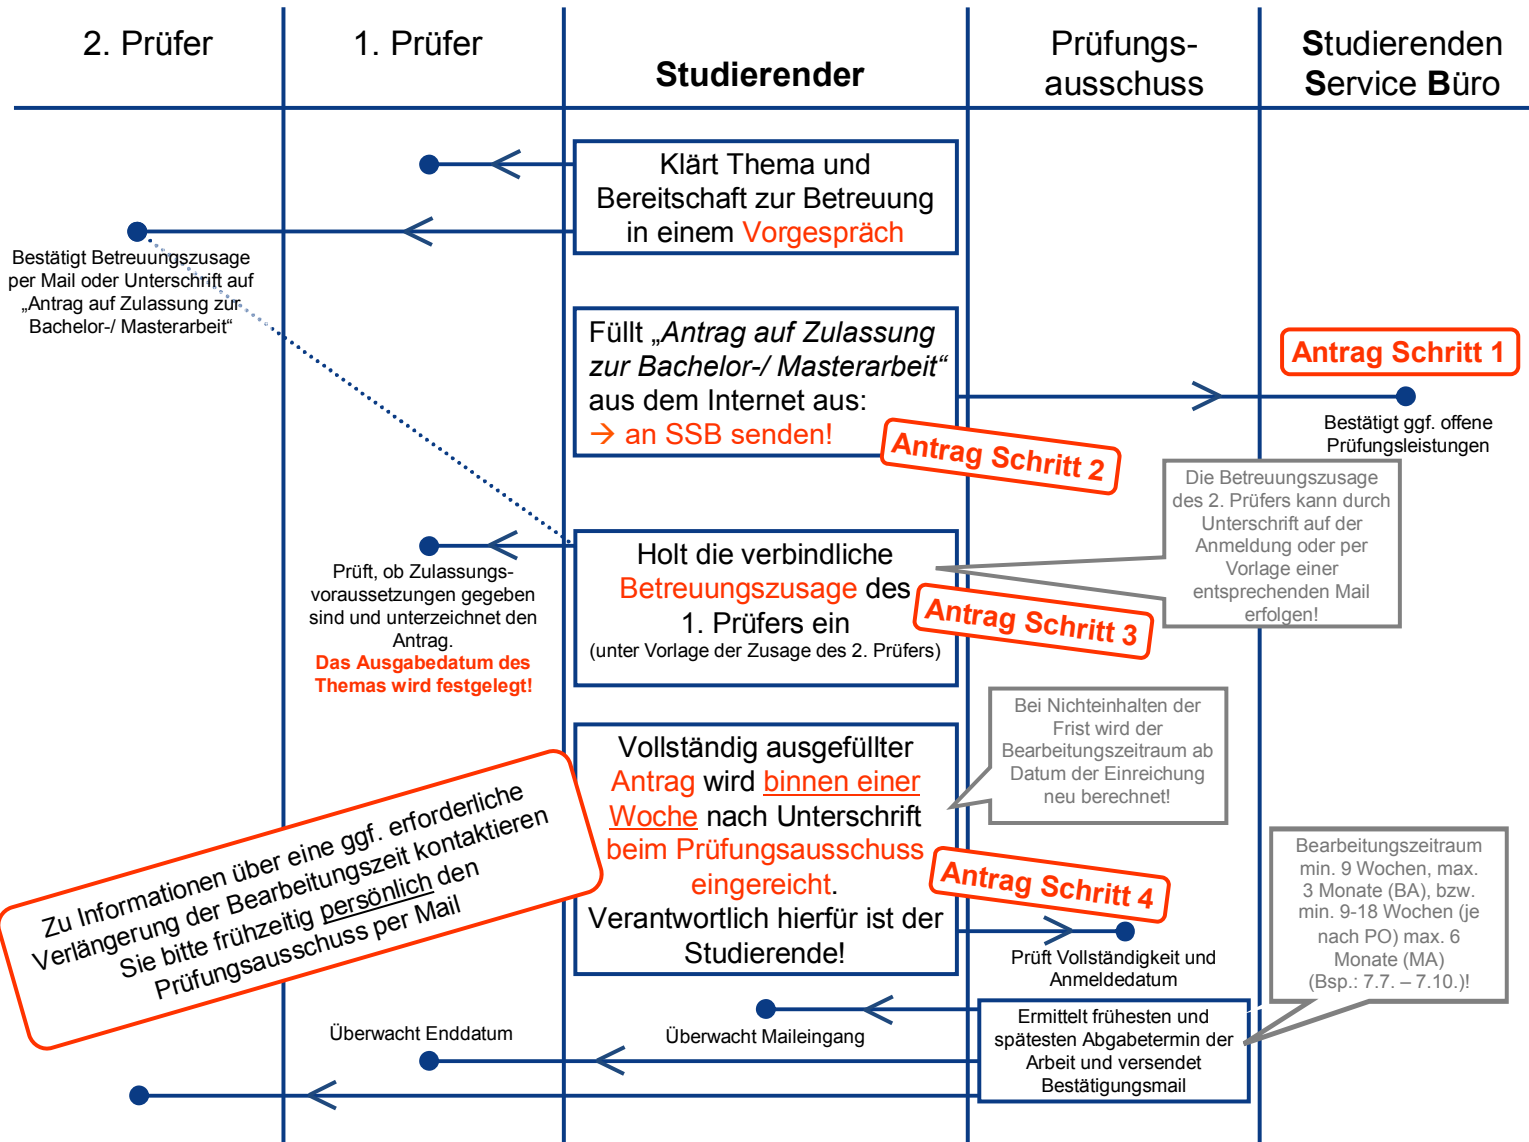 2. Prüfer
1. Prüfer
Studierender
Prüfungs-
ausschuss
Studierenden
Service Büro
Klärt Thema und
Bereitschaft zur Betreuung
in einem Vorgespräch
Bestätigt Betreuungszusage
per Mail oder Unterschrift auf
„Antrag auf Zulassung zur
Bachelor-/ Masterarbeit“
Füllt „Antrag auf Zulassung
zur Bachelor-/ Masterarbeit“
aus dem Internet aus:
→ an SSB senden!
Antrag Schritt 1
Bestätigt ggf. offene
Prüfungsleistungen
Antrag Schritt 2
Die Betreuungszusage
des 2. Prüfers kann durch
Unterschrift auf der
Anmeldung oder per
Vorlage einer
entsprechenden Mail
erfolgen!
Holt die verbindliche
Betreuungszusage des
1. Prüfers ein
(unter Vorlage der Zusage des 2. Prüfers)
Antrag Schritt 3
Prüft, ob Zulassungs-
voraussetzungen gegeben
sind und unterzeichnet den
Antrag.
Das Ausgabedatum des
Themas wird festgelegt!
Bei Nichteinhalten der
Frist wird der
Bearbeitungszeitraum ab
Datum der Einreichung
neu berechnet!
Vollständig ausgefüllter
Antrag wird binnen einer
Woche nach Unterschrift
beim Prüfungsausschuss
eingereicht.
Verantwortlich hierfür ist der
Studierende!
Antrag Schritt 4
Zu Informationen über eine ggf. erforderliche
Verlängerung der Bearbeitungszeit kontaktieren
Sie bitte frühzeitig persönlich den
Prüfungsausschuss per Mail
Prüft Vollständigkeit und
Anmeldedatum
Bearbeitungszeitraum
min. 9 Wochen, max.
3 Monate (BA), bzw.
min. 9-18 Wochen (je
nach PO) max. 6
Monate (MA)
(Bsp.: 7.7. – 7.10.)!
Überwacht Enddatum
Überwacht Maileingang
Ermittelt frühesten und
spätesten Abgabetermin der
Arbeit und versendet
Bestätigungsmail